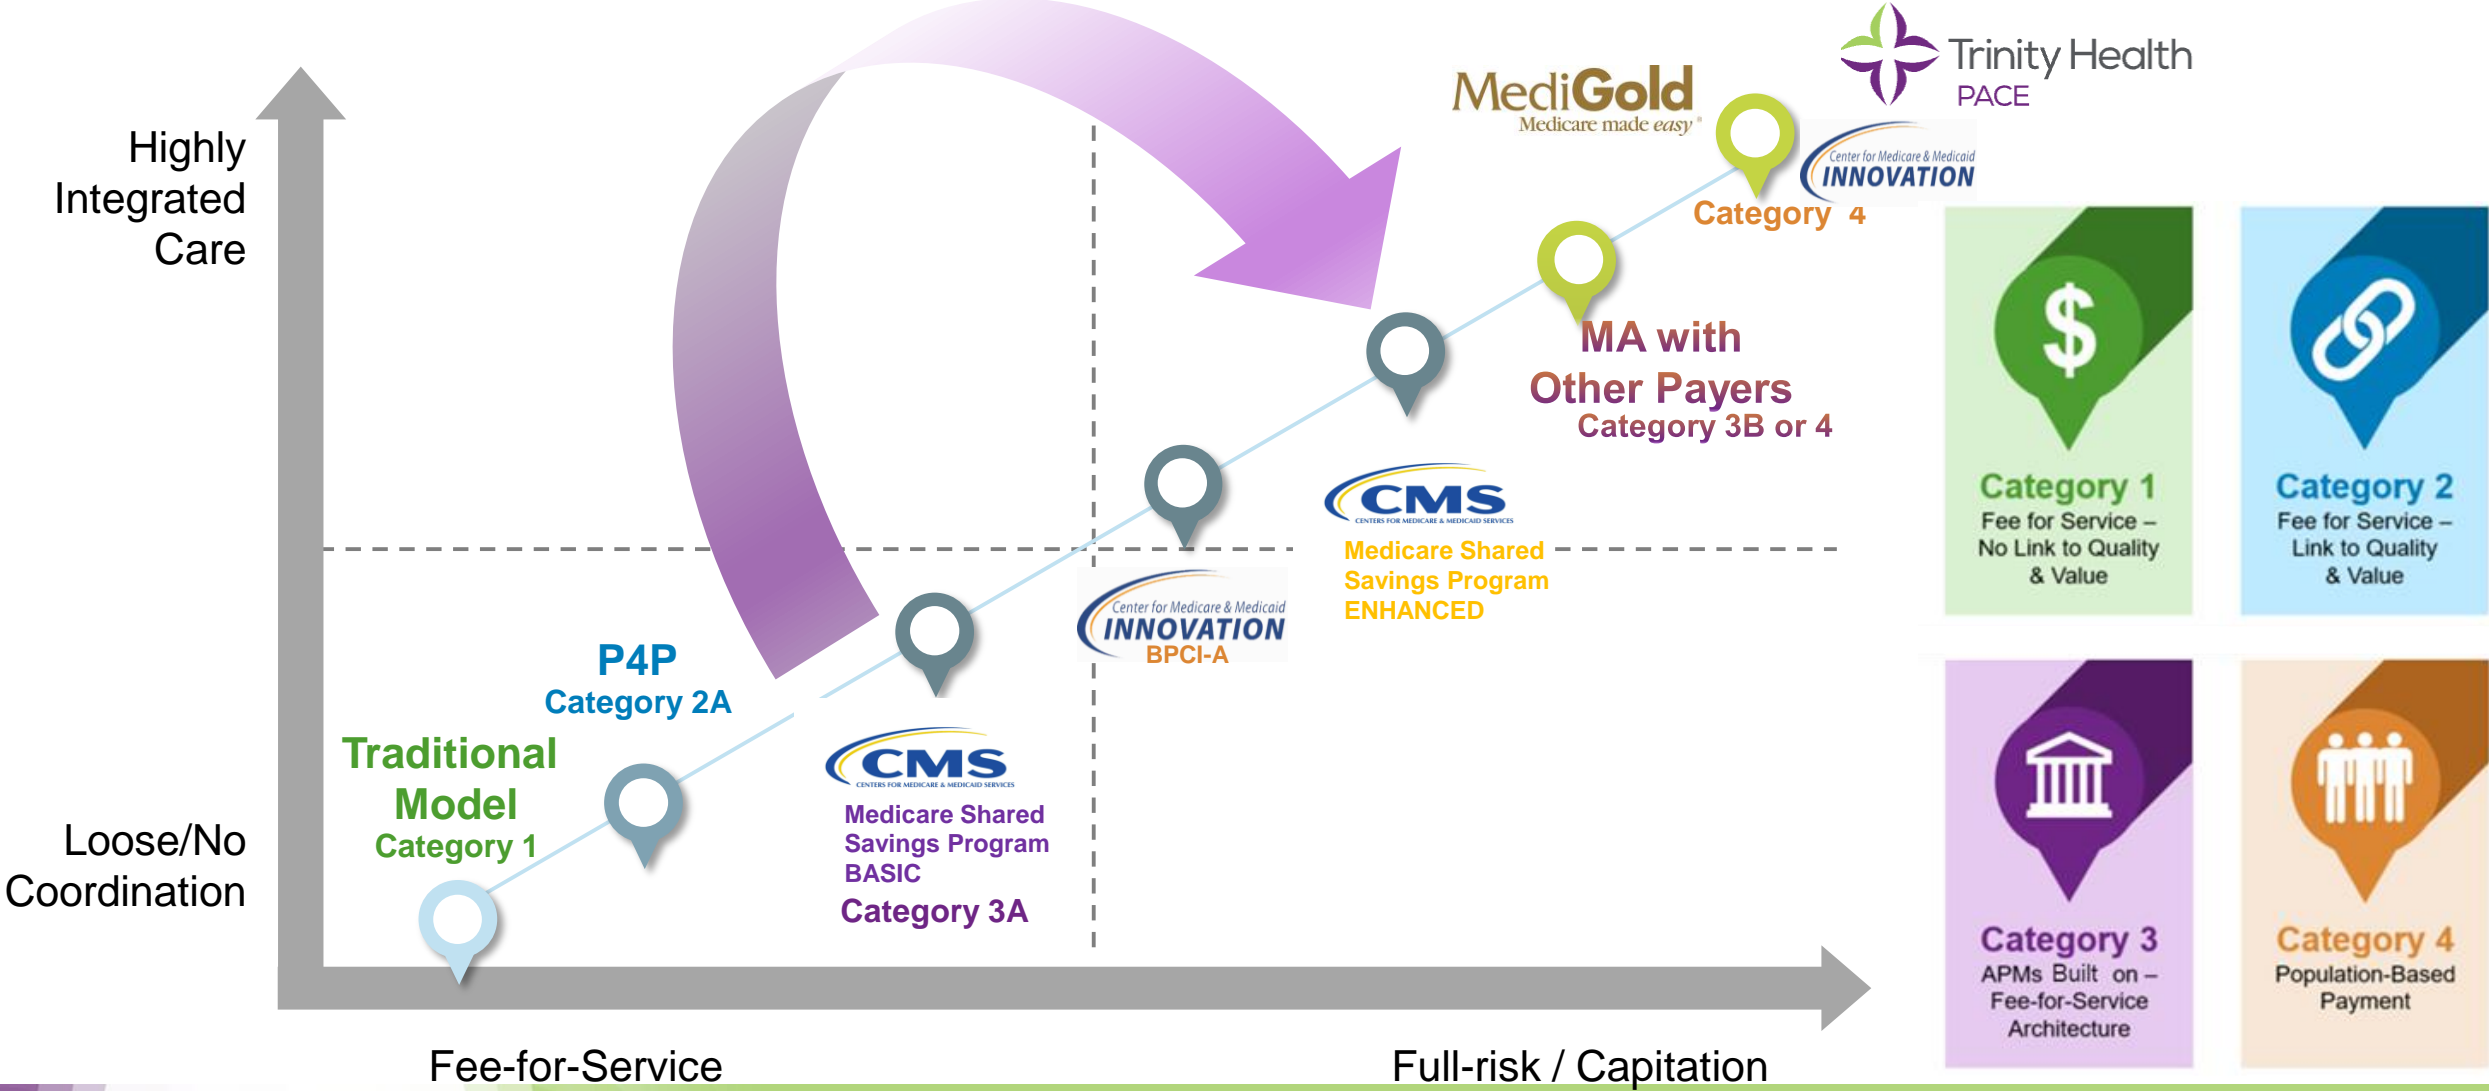 Trinity Health
PACE
MediGold
Medicare made easy®
Center for Medicare & Medicaid
INNOVATION
Category 4
Highly
Integrated
Care
MA with
Other Payers
Category 3B or 4
CMS
CENTERS FOR MEDICARE & MEDICAID SERVICES
Medicare Shared
Savings Program
ENHANCED
Center for Medicare & Medicaid
INNOVATION
BPCI-A
P4P
Category 2A
Traditional
Model
Category 1
CMS
CENTERS FOR MEDICARE & MEDICAID SERVICES
Medicare Shared
Savings Program
BASIC
Category 3A
Loose/No
Coordination
Fee-for-Service
Full-risk / Capitation
$
Category 1
Fee for Service –
No Link to Quality
& Value
Category 2
Fee for Service –
Link to Quality
& Value
Category 3
APMs Built on –
Fee-for-Service
Architecture
Category 4
Population-Based
Payment